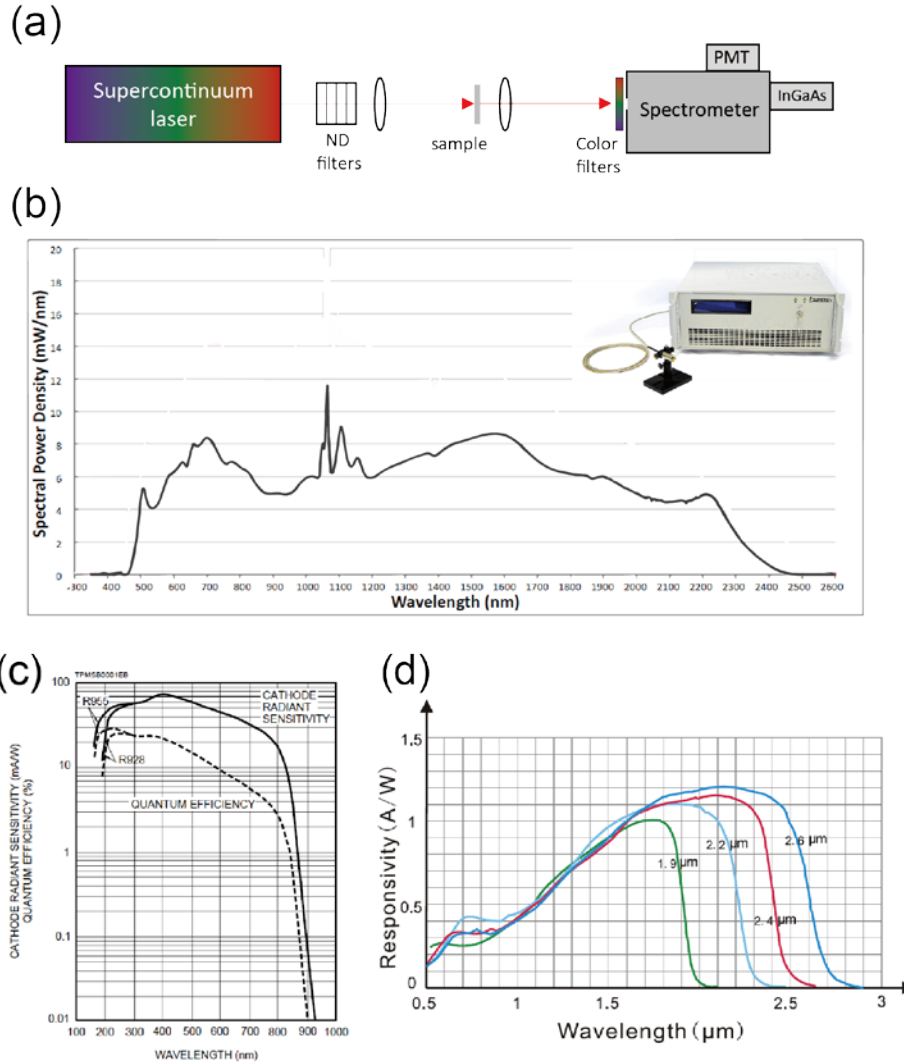 (a)
Supercontinuum
laser
ND
filters
sample
Color
filters
PMT
Spectrometer
InGaAs
(b)
Spectral Power Density (mW/nm)
20
18
16
14
12
10
8
6
4
2
0
300 400 500 600 700 800 900 1000 1100 1200 1300 1400 1500 1600 1700 1800 1900 2000 2100 2200 2300 2400 2500 2600
Wavelength (nm)
(c)
TPMSB0001EB
CATHODE RADIANT SENSITIVITY (mA/W)
QUANTUM EFFICIENCY (%)
100
10
1
0.1
0.01
R955
R928
CATHODE
RADIANT
SENSITIVITY
QUANTUM EFFICIENCY
100 200 300 400 500 600 700 800 900 1000
WAVELENGTH (nm)
(d)
Responsivity (A/W)
1.5
1
0.5
0
1.9 µm
2.2 µm
2.4 µm
2.6 µm
0.5 1 1.5 2.5 3
Wavelength (µm)